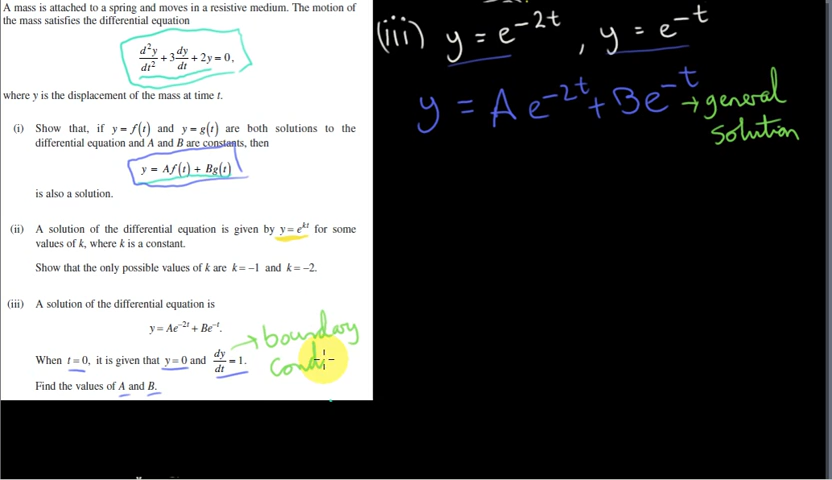 A mass is attached to a spring and moves in a resistive medium. The motion of
the mass satisfies the differential equation
d²y/dt² + 3 dy/dt + 2y = 0,
where y is the displacement of the mass at time t.
(i) Show that, if y = f(t) and y = g(t) are both solutions to the
differential equation and A and B are constants, then
y = Af(t) + Bg(t)
is also a solution.
(ii) A solution of the differential equation is given by y = e^{kt} for some
values of k, where k is a constant.
Show that the only possible values of k are k = −1 and k = −2.
(iii) A solution of the differential equation is
y = Ae^{−2t} + Be^{−t}.
When t = 0, it is given that y = 0 and dy/dt = 1.
Find the values of A and B.
→ boundary
condi
(iii) y = e^{-2t} , y = e^{-t}
y = A e^{-2t} + B e^{-t} → general
solution